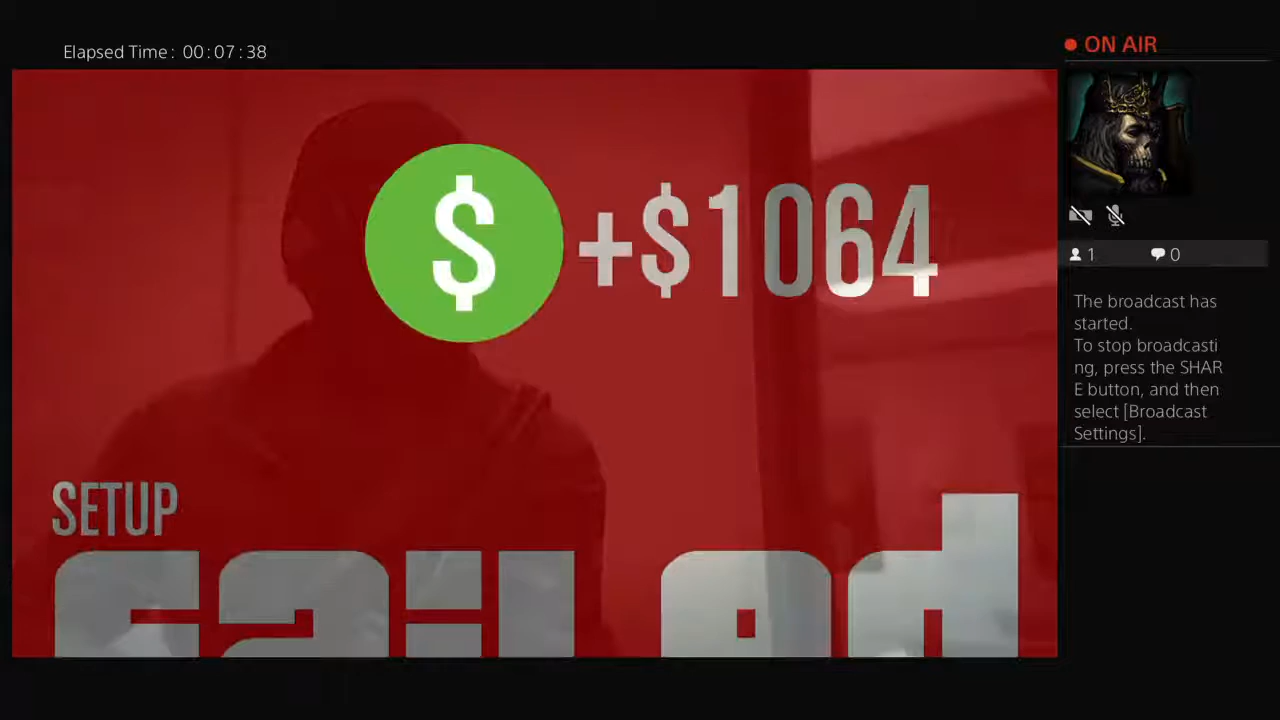 Elapsed Time: 00:07:38
ON AIR
$ +$1064
1 0
The broadcast has
started.
To stop broadcasti
ng, press the SHAR
E button, and then
select [Broadcast
Settings].
SETUP
failed